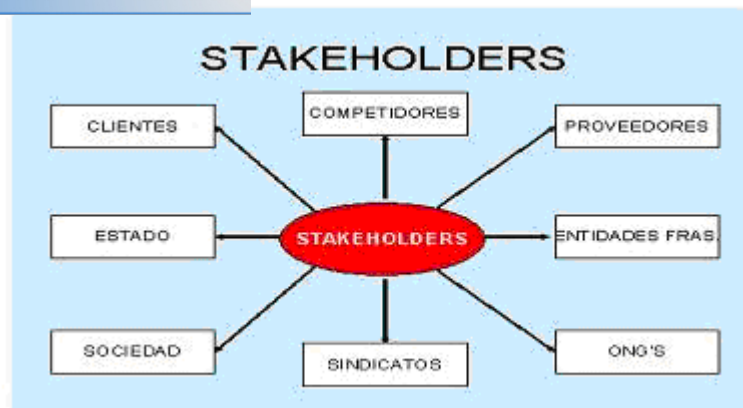 STAKEHOLDERS
CLIENTES
COMPETIDORES
PROVEEDORES
ESTADO
STAKEHOLDERS
ENTIDADES FRAS.
SOCIEDAD
SINDICATOS
ONG'S